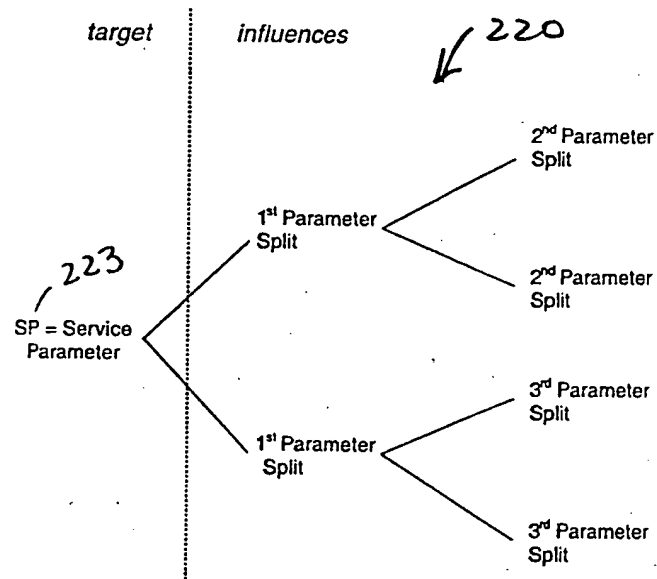 target
influences
220
2nd Parameter
Split
1st Parameter
Split
2nd Parameter
Split
223
SP = Service
Parameter
3rd Parameter
Split
1st Parameter
Split
3rd Parameter
Split